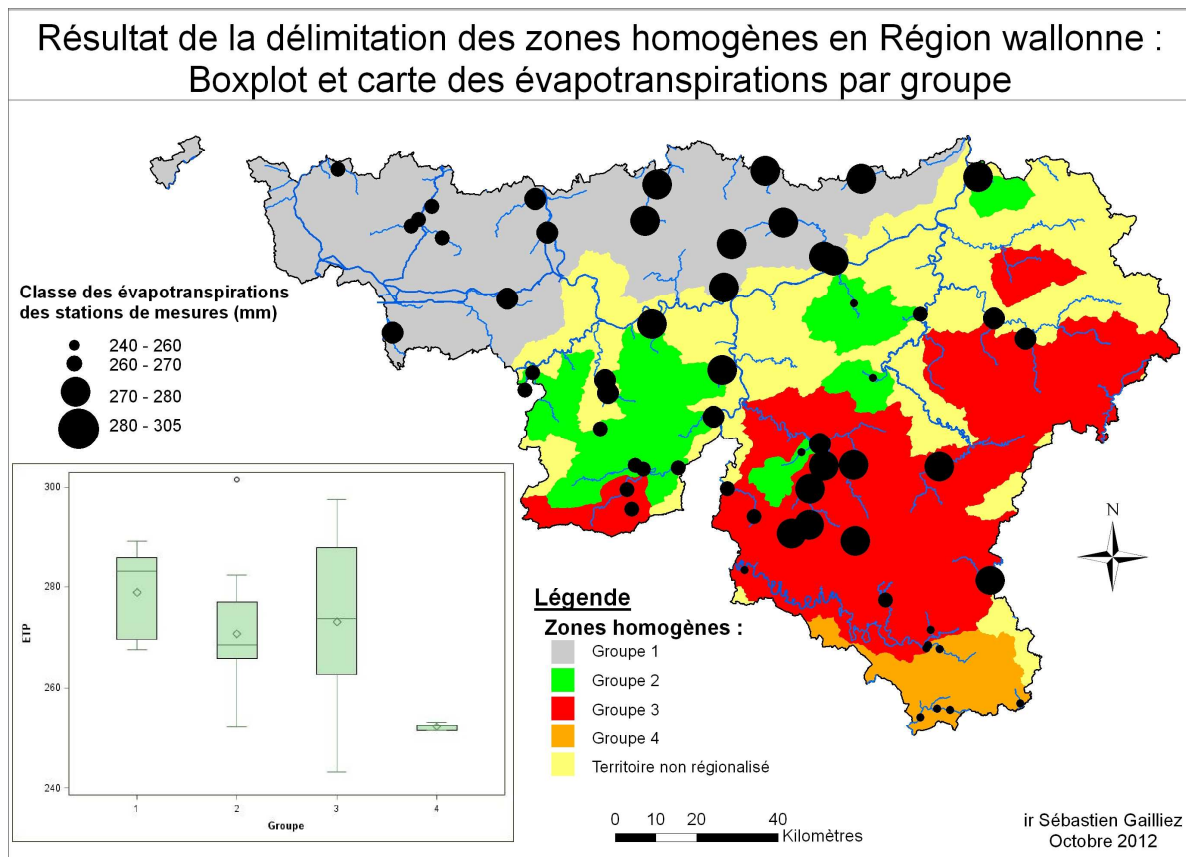 Résultat de la délimitation des zones homogènes en Région wallonne :
Boxplot et carte des évapotranspirations par groupe
Classe des évapotranspirations
des stations de mesures (mm)
240 - 260
260 - 270
270 - 280
280 - 305
300
280
260
240
ETP
1
2
3
4
Groupe
N
Légende
Zones homogènes :
Groupe 1
Groupe 2
Groupe 3
Groupe 4
Territoire non régionalisé
0 10 20 40
Kilomètres
ir Sébastien Gailliez
Octobre 2012